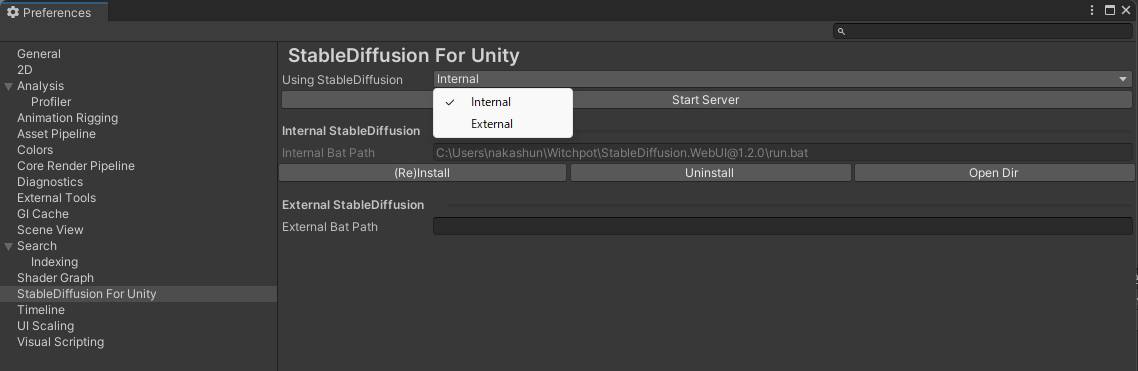 Preferences
General
2D
Analysis
Profiler
Animation Rigging
Asset Pipeline
Colors
Core Render Pipeline
Diagnostics
External Tools
GI Cache
Scene View
Search
Indexing
Shader Graph
StableDiffusion For Unity
Timeline
UI Scaling
Visual Scripting
StableDiffusion For Unity
Using StableDiffusion Internal
Internal
External
Start Server
Internal StableDiffusion
Internal Bat Path C:\Users\nakashun\Witchpot\StableDiffusion.WebUI@1.2.0\run.bat
(Re)Install Uninstall Open Dir
External StableDiffusion
External Bat Path